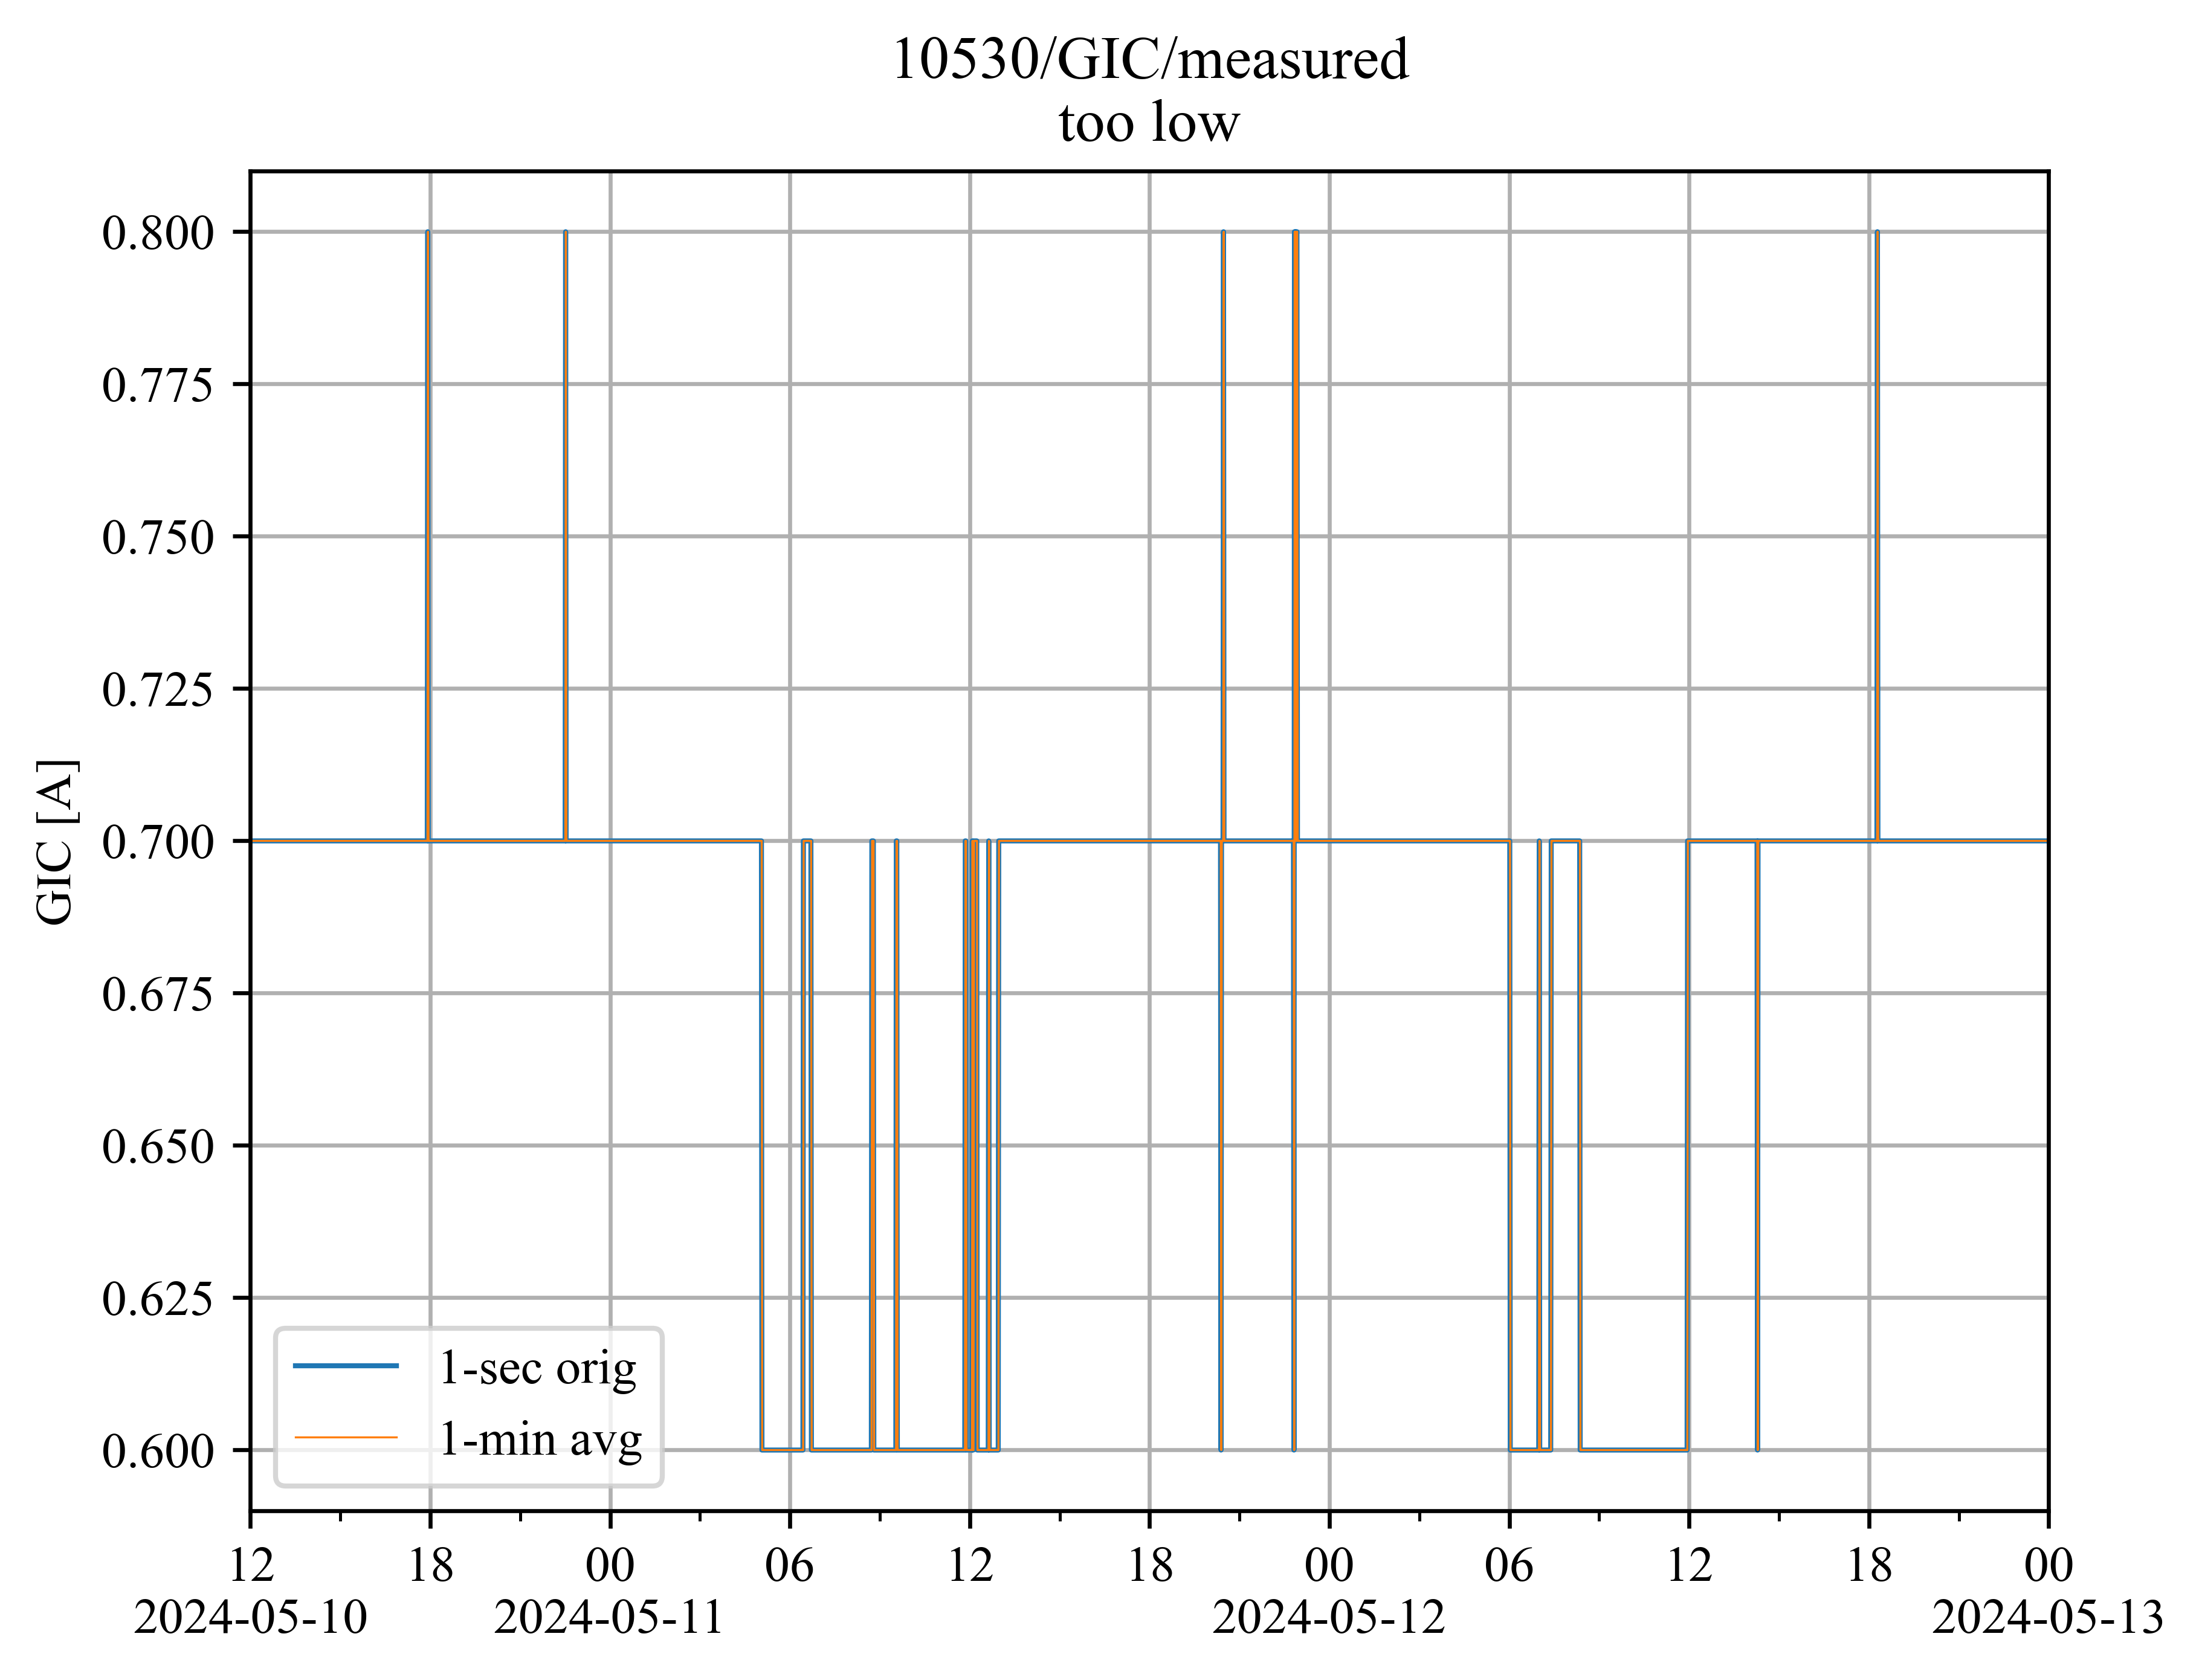 10530/GIC/measured
too low
GIC [A]
0.800
0.775
0.750
0.725
0.700
0.675
0.650
0.625
0.600
1-sec orig
1-min avg
12 18 00 06 12 18 00 06 12 18 00
2024-05-10 2024-05-11 2024-05-12 2024-05-13